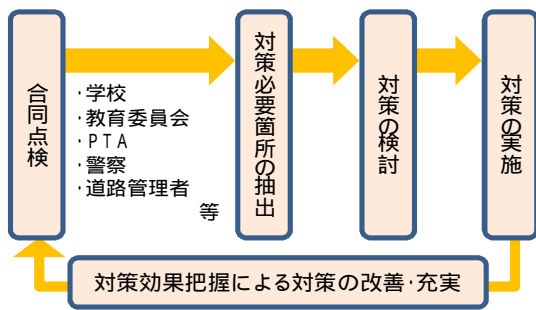 合同点検
･学校
･教育委員会
･PTA
･警察
･道路管理者
等
対策必要箇所の抽出
対策の検討
対策の実施
対策効果把握による対策の改善･充実